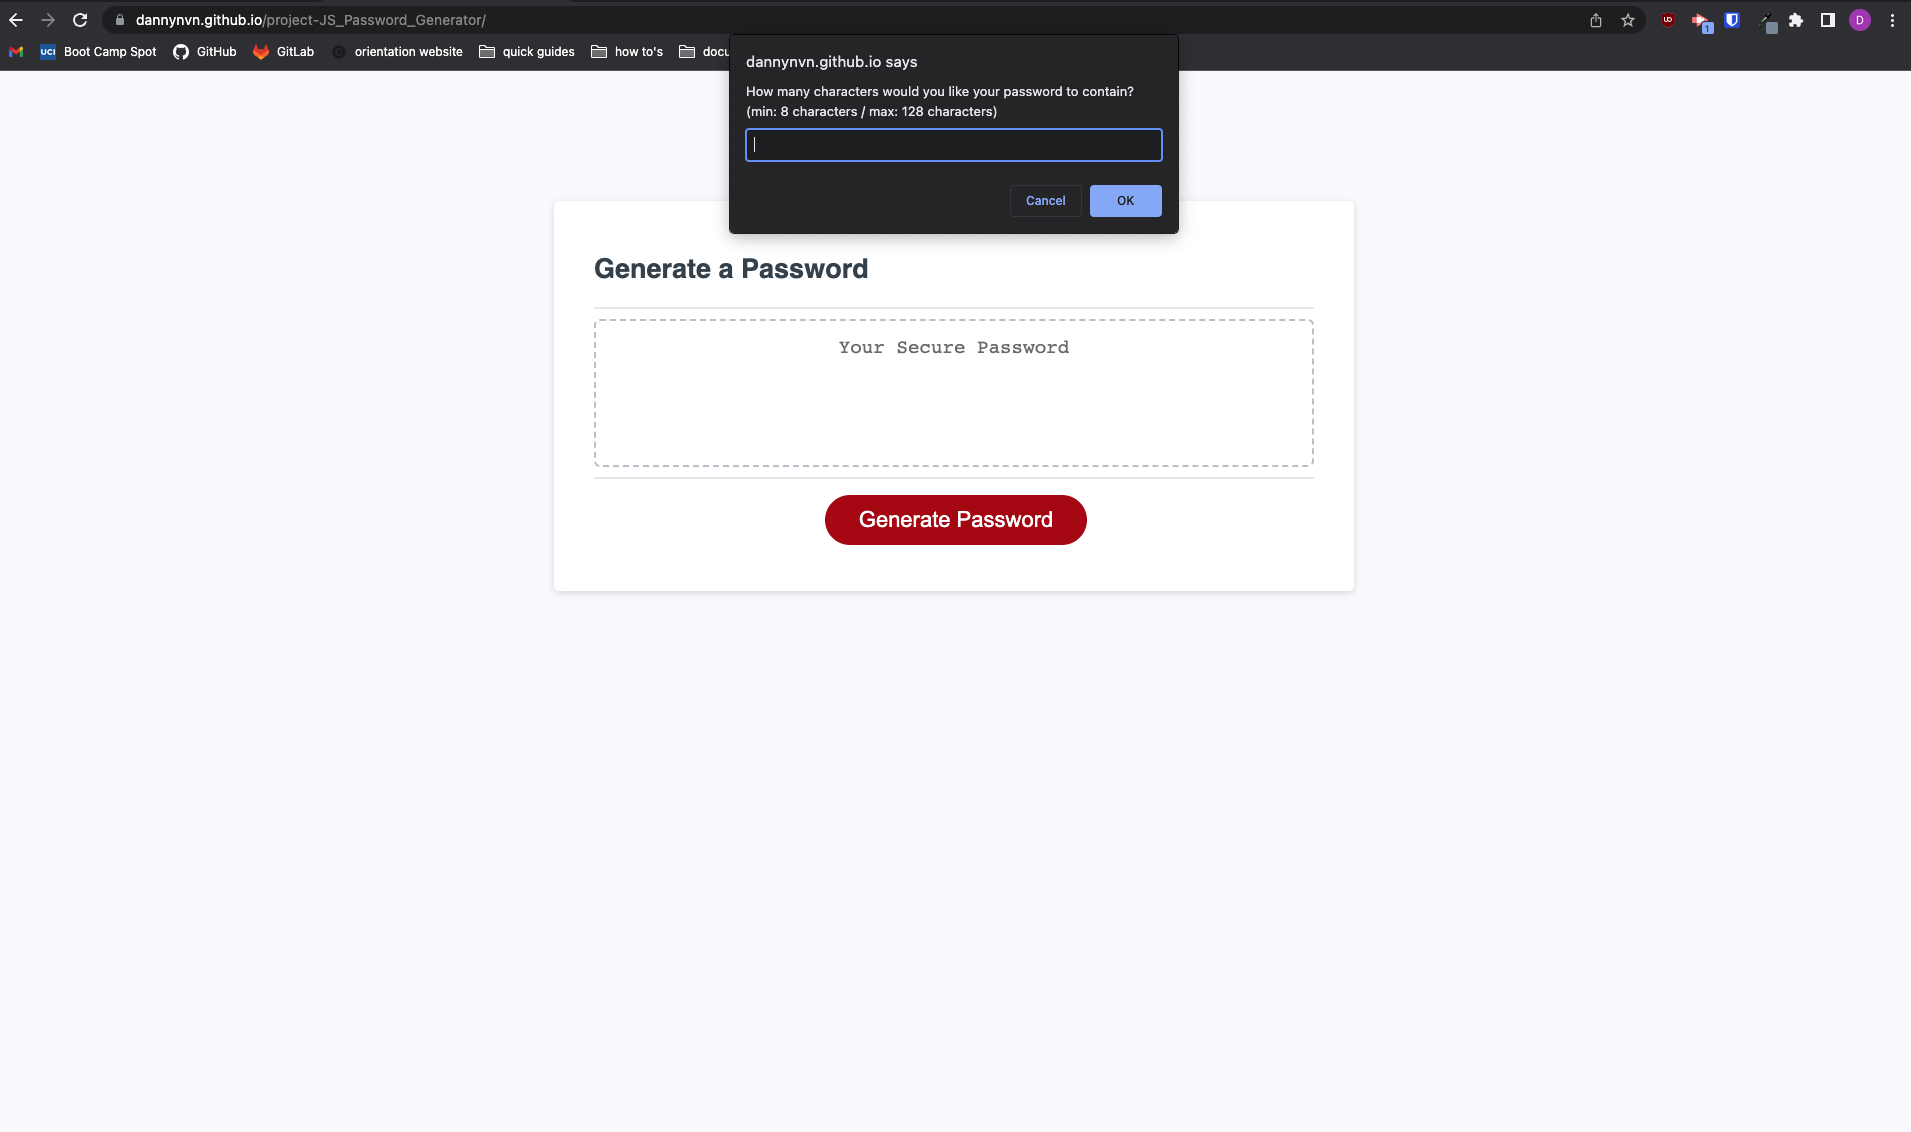 dannynvn.github.io/project-JS_Password_Generator/
UD
1
D
UCI Boot Camp Spot GitHub GitLab orientation website quick guides how to's docu
dannynvn.github.io says
How many characters would you like your password to contain?
(min: 8 characters / max: 128 characters)
Cancel OK
Generate a Password
Your Secure Password
Generate Password